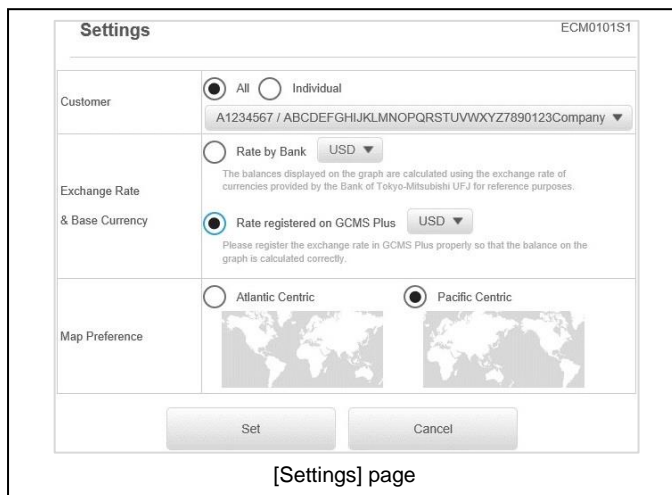 Settings
ECM0101S1
Customer
All
Individual
A1234567 / ABCDEFGHIJKLMNOPQRSTUVWXYZ7890123Company
Exchange Rate
& Base Currency
Rate by Bank
USD
The balances displayed on the graph are calculated using the exchange rate of
currencies provided by the Bank of Tokyo-Mitsubishi UFJ for reference purposes.
Rate registered on GCMS Plus
USD
Please register the exchange rate in GCMS Plus properly so that the balance on the
graph is calculated correctly.
Map Preference
Atlantic Centric
Pacific Centric
Set
Cancel
[Settings] page